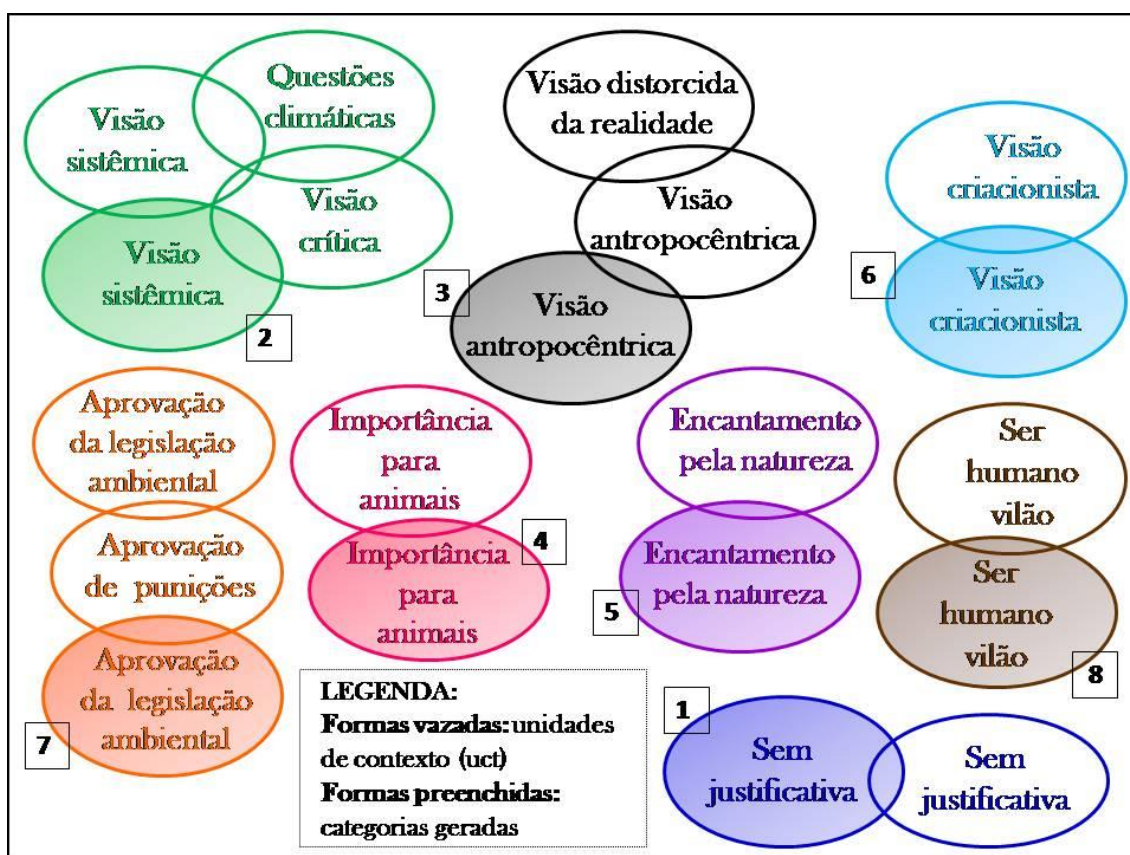 Visão
sistêmica
Questões
climáticas
Visão
crítica
Visão
sistêmica
2
Visão distorcida
da realidade
Visão
antropocêntrica
3
Visão
antropocêntrica
Visão
criacionista
6
Visão
criacionista
Aprovação
da legislação
ambiental
Aprovação
de punições
Aprovação
da legislação
ambiental
7
Importância
para
animais
4
Importância
para
animais
Encantamento
pela natureza
Encantamento
pela natureza
5
Ser
humano
vilão
Ser
humano
vilão
8
LEGENDA:
Formas vazadas: unidades
de contexto (uct)
Formas preenchidas:
categorias geradas
1
Sem
justificativa
Sem
justificativa